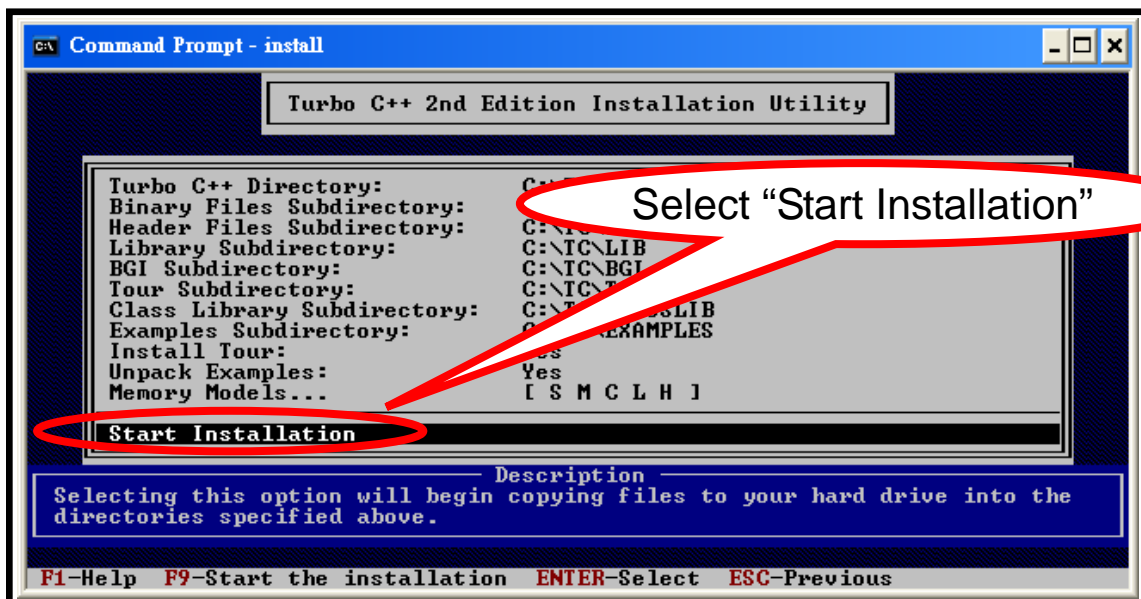 Command Prompt - install
Turbo C++ 2nd Edition Installation Utility
Turbo C++ Directory:
Binary Files Subdirectory:
Select “Start Installation”
Header Files Subdirectory:
Library Subdirectory: C:\TC\LIB
BGI Subdirectory: C:\TC\BGI
Tour Subdirectory: C:\TC\
Class Library Subdirectory:
Examples Subdirectory: EXAMPLES
Install Tour:
Unpack Examples: Yes
Memory Models... [ S M C L H ]
Start Installation
Description
Selecting this option will begin copying files to your hard drive into the
directories specified above.
F1-Help F9-Start the installation ENTER-Select ESC-Previous